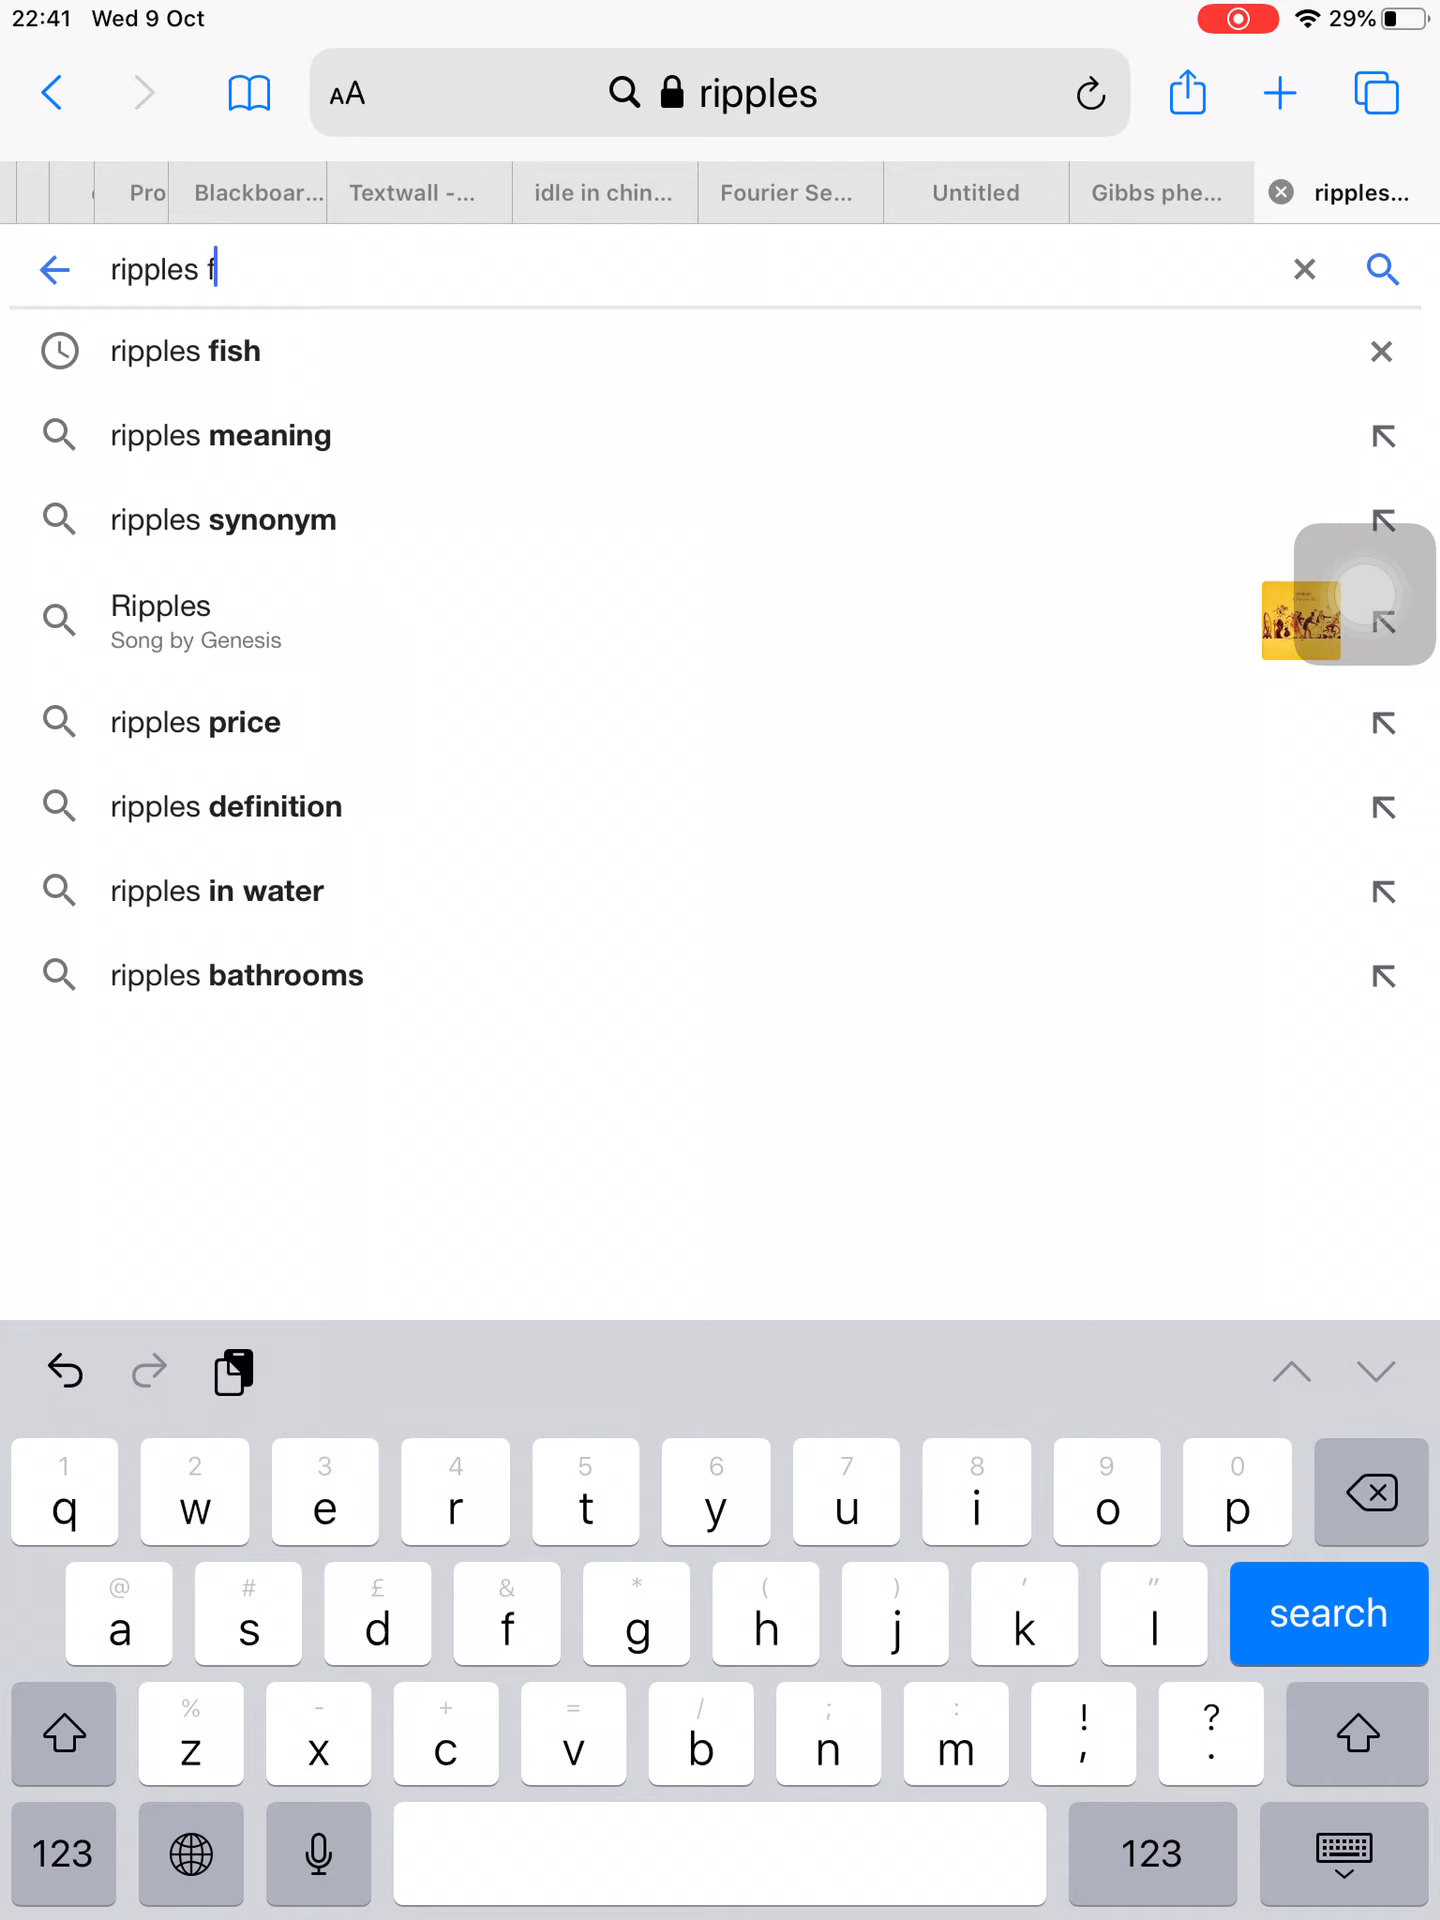 22:41 Wed 9 Oct 29%
AA ripples
Pro Blackboar... Textwall -... idle in chin... Fourier Se... Untitled Gibbs phe... ripples...
ripples f
ripples fish
ripples meaning
ripples synonym
Ripples
Song by Genesis
ripples price
ripples definition
ripples in water
ripples bathrooms
1 2 3 4 5 6 7 8 9 0
q w e r t y u i o p
@ # £ & * ( ) ' "
a s d f g h j k l search
% - + = / ; : ! ?
z x c v b n m , .
123 123